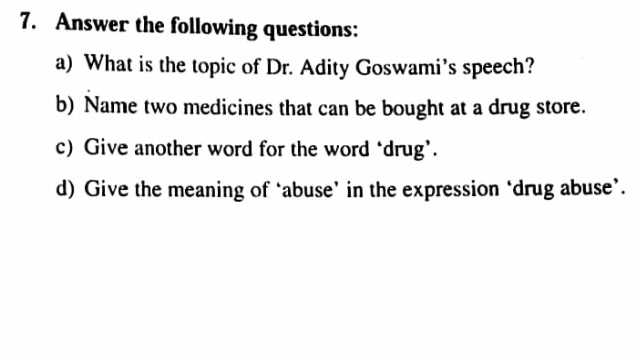 7. Answer the following questions:
a) What is the topic of Dr. Adity Goswami's speech?
b) Name two medicines that can be bought at a drug store.
c) Give another word for the word 'drug'.
d) Give the meaning of 'abuse' in the expression 'drug abuse'.